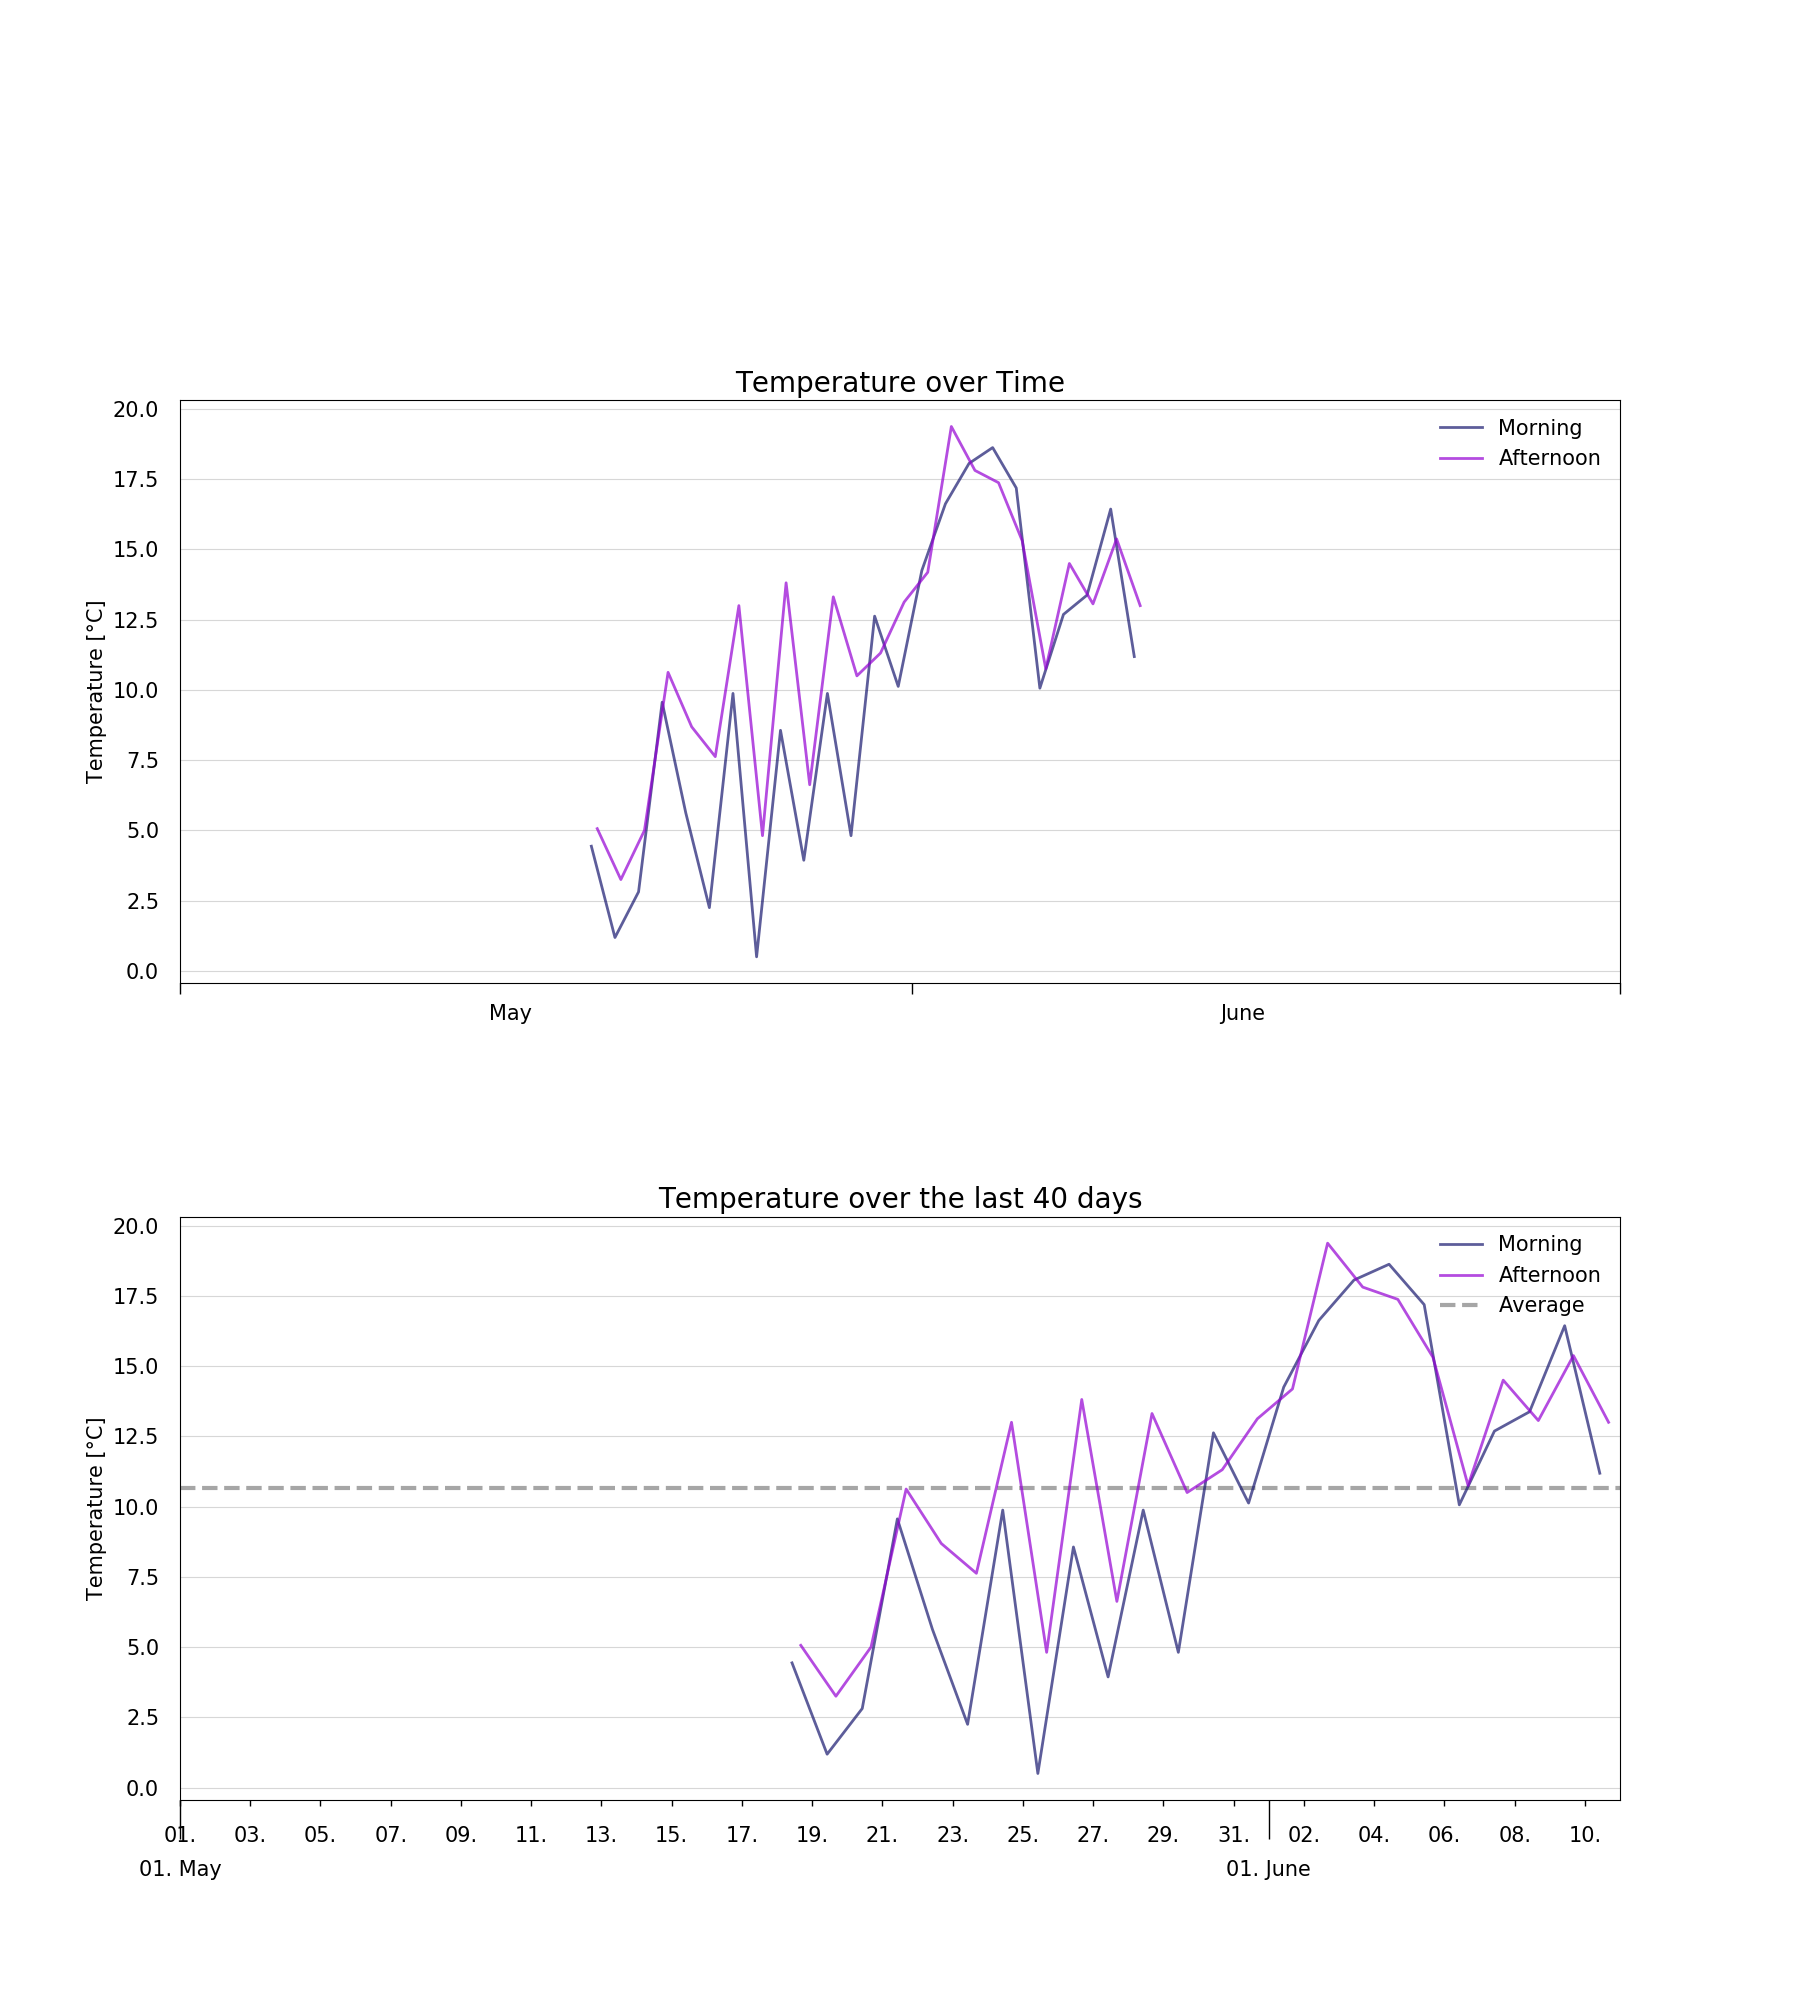 Temperature over Time
Temperature [°C]
20.0
17.5
15.0
12.5
10.0
7.5
5.0
2.5
0.0
Morning
Afternoon
May June
Temperature over the last 40 days
Temperature [°C]
20.0
17.5
15.0
12.5
10.0
7.5
5.0
2.5
0.0
Morning
Afternoon
Average
01. 03. 05. 07. 09. 11. 13. 15. 17. 19. 21. 23. 25. 27. 29. 31. 02. 04. 06. 08. 10.
01. May 01. June